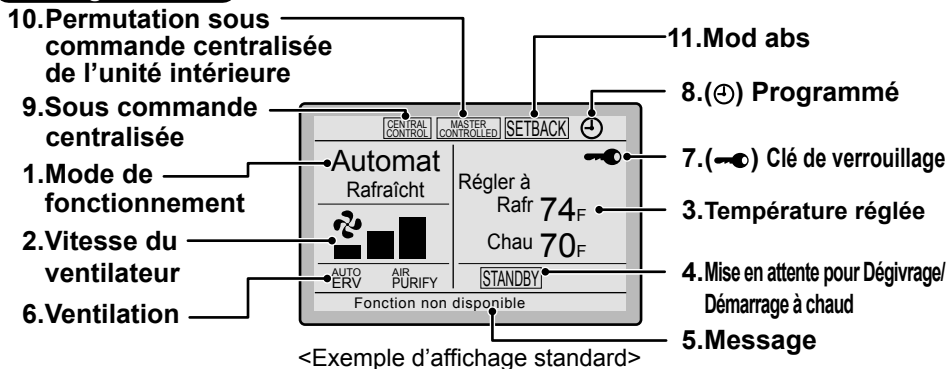 10.Permutation sous
commande centralisée
de l'unité intérieure
9.Sous commande
centralisée
1.Mode de
fonctionnement
2.Vitesse du
ventilateur
6.Ventilation
CENTRAL CONTROL
MASTER CONTROLLED
SETBACK
Automat
Rafraîcht
Régler à
Rafr 74F
Chau 70F
AUTO ERV
AIR PURIFY
STANDBY
Fonction non disponible
11.Mod abs
8.() Programmé
7.() Clé de verrouillage
3.Température réglée
4.Mise en attente pour Dégivrage/
Démarrage à chaud
5.Message
<Exemple d'affichage standard>